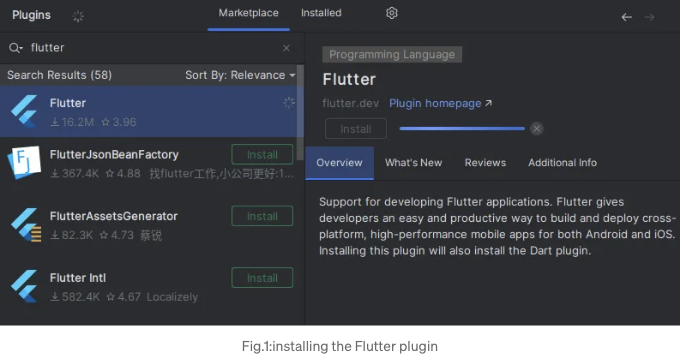 Plugins
Marketplace
Installed
flutter
Search Results (58)
Sort By: Relevance
Flutter
16.2M 3.96
FlutterJsonBeanFactory
Install
367.4K 4.88 找flutter工作,小公司更好:1...
FlutterAssetsGenerator
Install
82.3K 4.73 蔡锐
Flutter Intl
Install
582.4K 4.67 Localizely
Programming Language
Flutter
flutter.dev Plugin homepage ↗
Install
Overview
What's New
Reviews
Additional Info
Support for developing Flutter applications. Flutter gives
developers an easy and productive way to build and deploy cross-
platform, high-performance mobile apps for both Android and iOS.
Installing this plugin will also install the Dart plugin.
Fig.1:installing the Flutter plugin